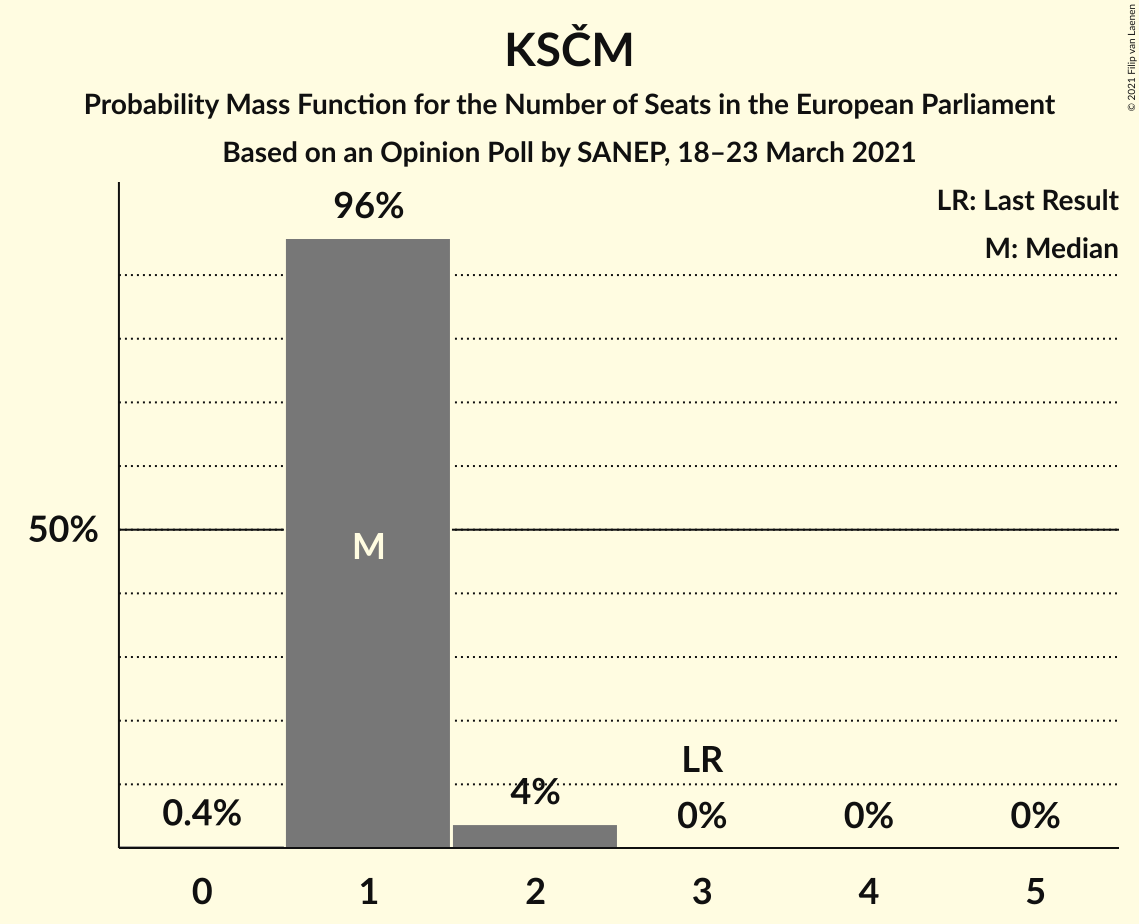 KSČM
Probability Mass Function for the Number of Seats in the European Parliament
Based on an Opinion Poll by SANEP, 18–23 March 2021
© 2021 Filip van Laenen
LR: Last Result
M: Median
96%
50%
M
LR
0.4%
4%
0%
0%
0%
0
1
2
3
4
5